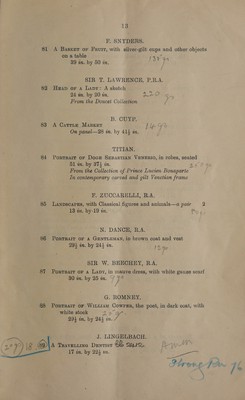 13
F. SNYDERS.
81 A BASKET OF FRUIT, with silver-gilt cups and other objects
on a table
SIR T. LAWRENCE, P.R.A.
82 HEAD OF A LADY: A sketch
24 in. by 20 in.
From the Doucet Collection
B. CUYP.
83 A CATTLE MARKET
On panel—28 in. by 41½ in.
TITIAN.
84 PORTRAIT OF DOGE SEBASTIAN VENERIO, in robes, seated
51 in. by 37½ in.
From the Collection of Prince Lucien Bonaparte
In contemporary carved and gilt Venetian frame
F. ZUCCARELLI, R.A.
85 LANDSCAPES, with Classical figures and animals—a pair 2
13 in. by 19 in.
N. DANCE, R.A.
86 PORTRAIT OF A GENTLEMAN, in brown coat and vest
29½ in. by 24½ in.
SIR W. BEECHEY, R.A.
87 PORTRAIT OF A LADY, in mauve dress, with white gauze scarf
30 in. by 25 in.
G. ROMNEY.
88 PORTRAIT OF WILLIAM COWPER, the poet, in dark coat, with
white stock
29½ in. by 24½ in.
J. LINGELBACH.
A TRAVELLING DENTIST
17 in. by 22½ in.